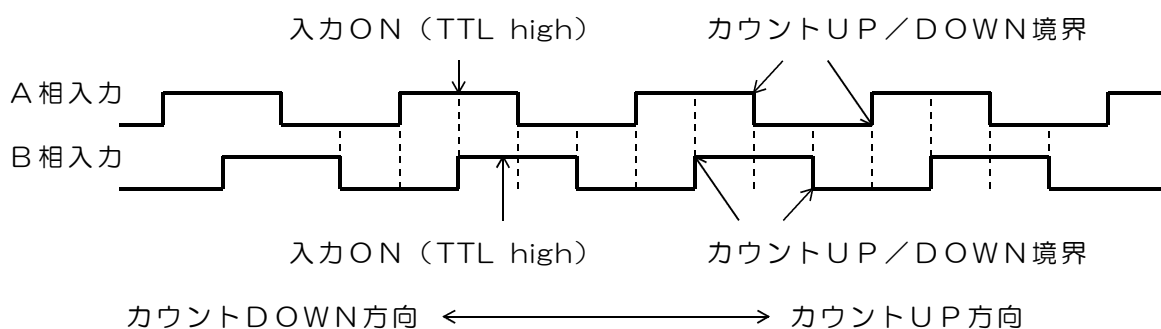 入力ON（TTL high） カウントUP／DOWN境界
A相入力
B相入力
入力ON（TTL high） カウントUP／DOWN境界
カウントDOWN方向 カウントUP方向